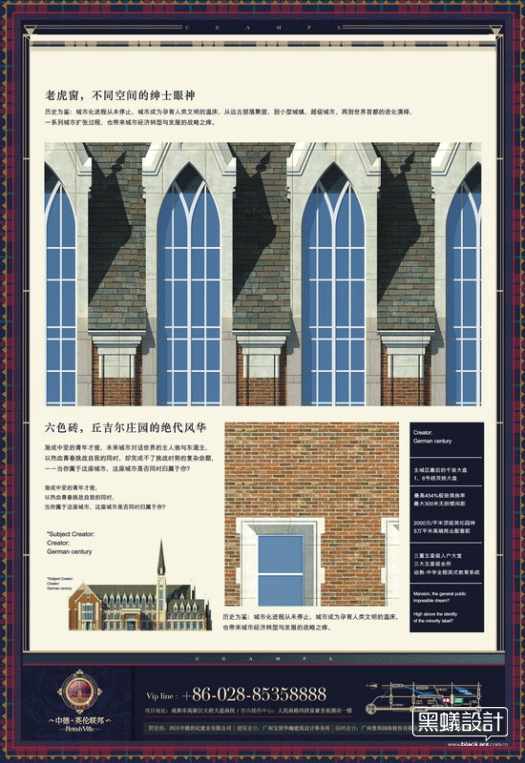 C H A M P S
老虎窗，不同空间的绅士眼神
历史为鉴：城市化进程从未停止，城市成为孕育人类文明的温床，从远古部落聚居，到小型城镇，超级城市，再到世界首都的进化演绎，
一系列城市扩张过程，也带来城市经济转型与发展的战略之痒。
六色砖，丘吉尔庄园的绝代风华
渐成中坚的青年才俊，未来城市对话世界的主人翁与东道主，
以热血青春挑战自我的同时，却完成不了挑战时势的复杂命题，
——当你属于这座城市，这座城市是否同时归属于你？
渐成中坚的青年才俊，
以热血青春挑战自我的同时，
当你属于这座城市，这座城市是否同时归属于你？
"Subject Creator:
Creator:
German century
"Subject Creator:
Creator:
German century
历史为鉴：城市化进程从未停止，城市成为孕育人类文明的温床，
也带来城市经济转型与发展的战略之痒。
Creator:
German century
主城区最后的千亩大盘
1、6号线双铁大盘
最高454%极致得房率
最大300米无敌楼间距
2000元/平米顶级英伦园林
5万平米高端商业配套群
三重五星级入户大堂
三大五星级会所
幼教-中学全程英式教育系统
Mansion, the general public
impossible dream?
High above the identity
of the minority label?
C H A M P S
中德·英伦联邦
British Ville
Vip line : +86-028-85358888
黑蚁設計
www.black-ant.com.cn